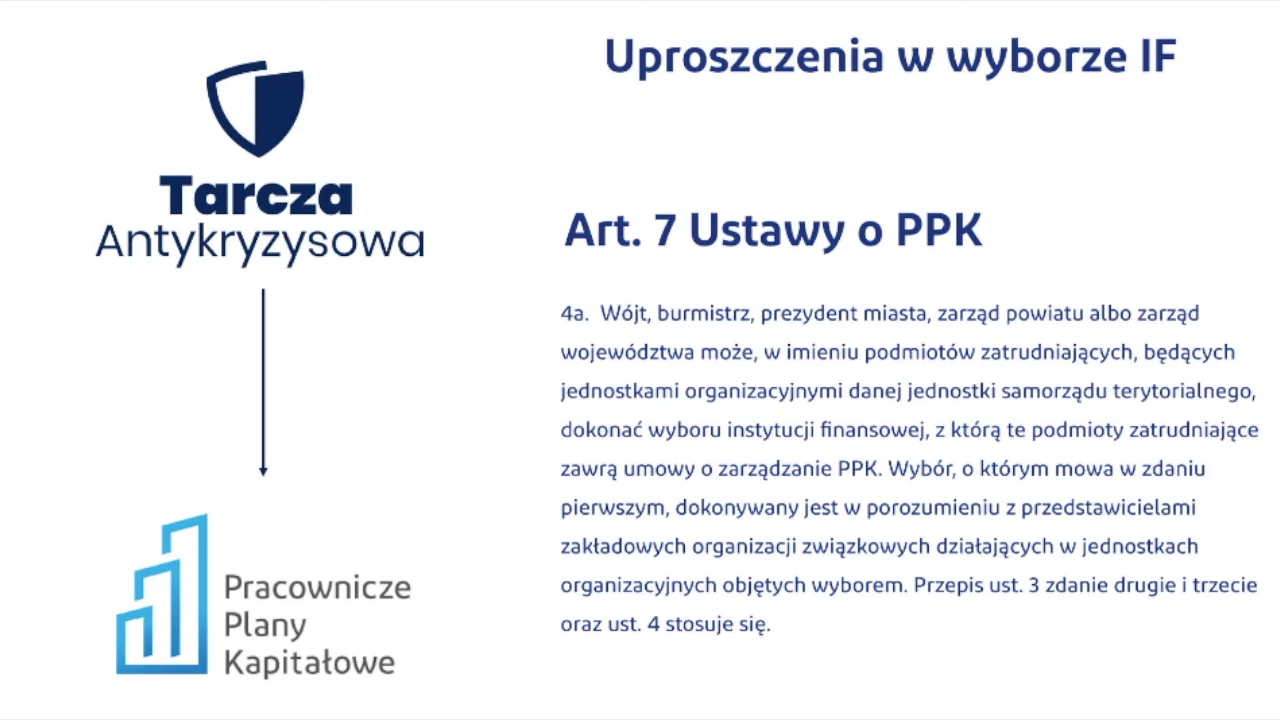 Uproszczenia w wyborze IF
Tarcza
Antykryzysowa
Art. 7 Ustawy o PPK
4a. Wójt, burmistrz, prezydent miasta, zarząd powiatu albo zarząd
województwa może, w imieniu podmiotów zatrudniających, będących
jednostkami organizacyjnymi danej jednostki samorządu terytorialnego,
dokonać wyboru instytucji finansowej, z którą te podmioty zatrudniające
zawrą umowy o zarządzanie PPK. Wybór, o którym mowa w zdaniu
pierwszym, dokonywany jest w porozumieniu z przedstawicielami
zakładowych organizacji związkowych działających w jednostkach
organizacyjnych objętych wyborem. Przepis ust. 3 zdanie drugie i trzecie
oraz ust. 4 stosuje się.
Pracownicze
Plany
Kapitałowe